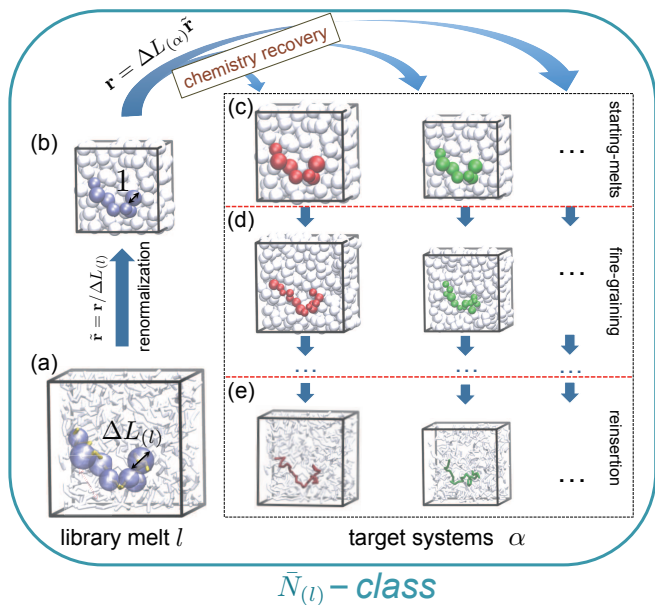 r = ΔL(α)r̃
chemistry recovery
(b)
1
(c)
...
starting-melts
(d)
...
fine-graining
r̃ = r/ΔL(l)
renormalization
... ... ...
(a)
ΔL(l)
(e)
...
reinsertion
library melt l
target systems α
N̄(l) – class